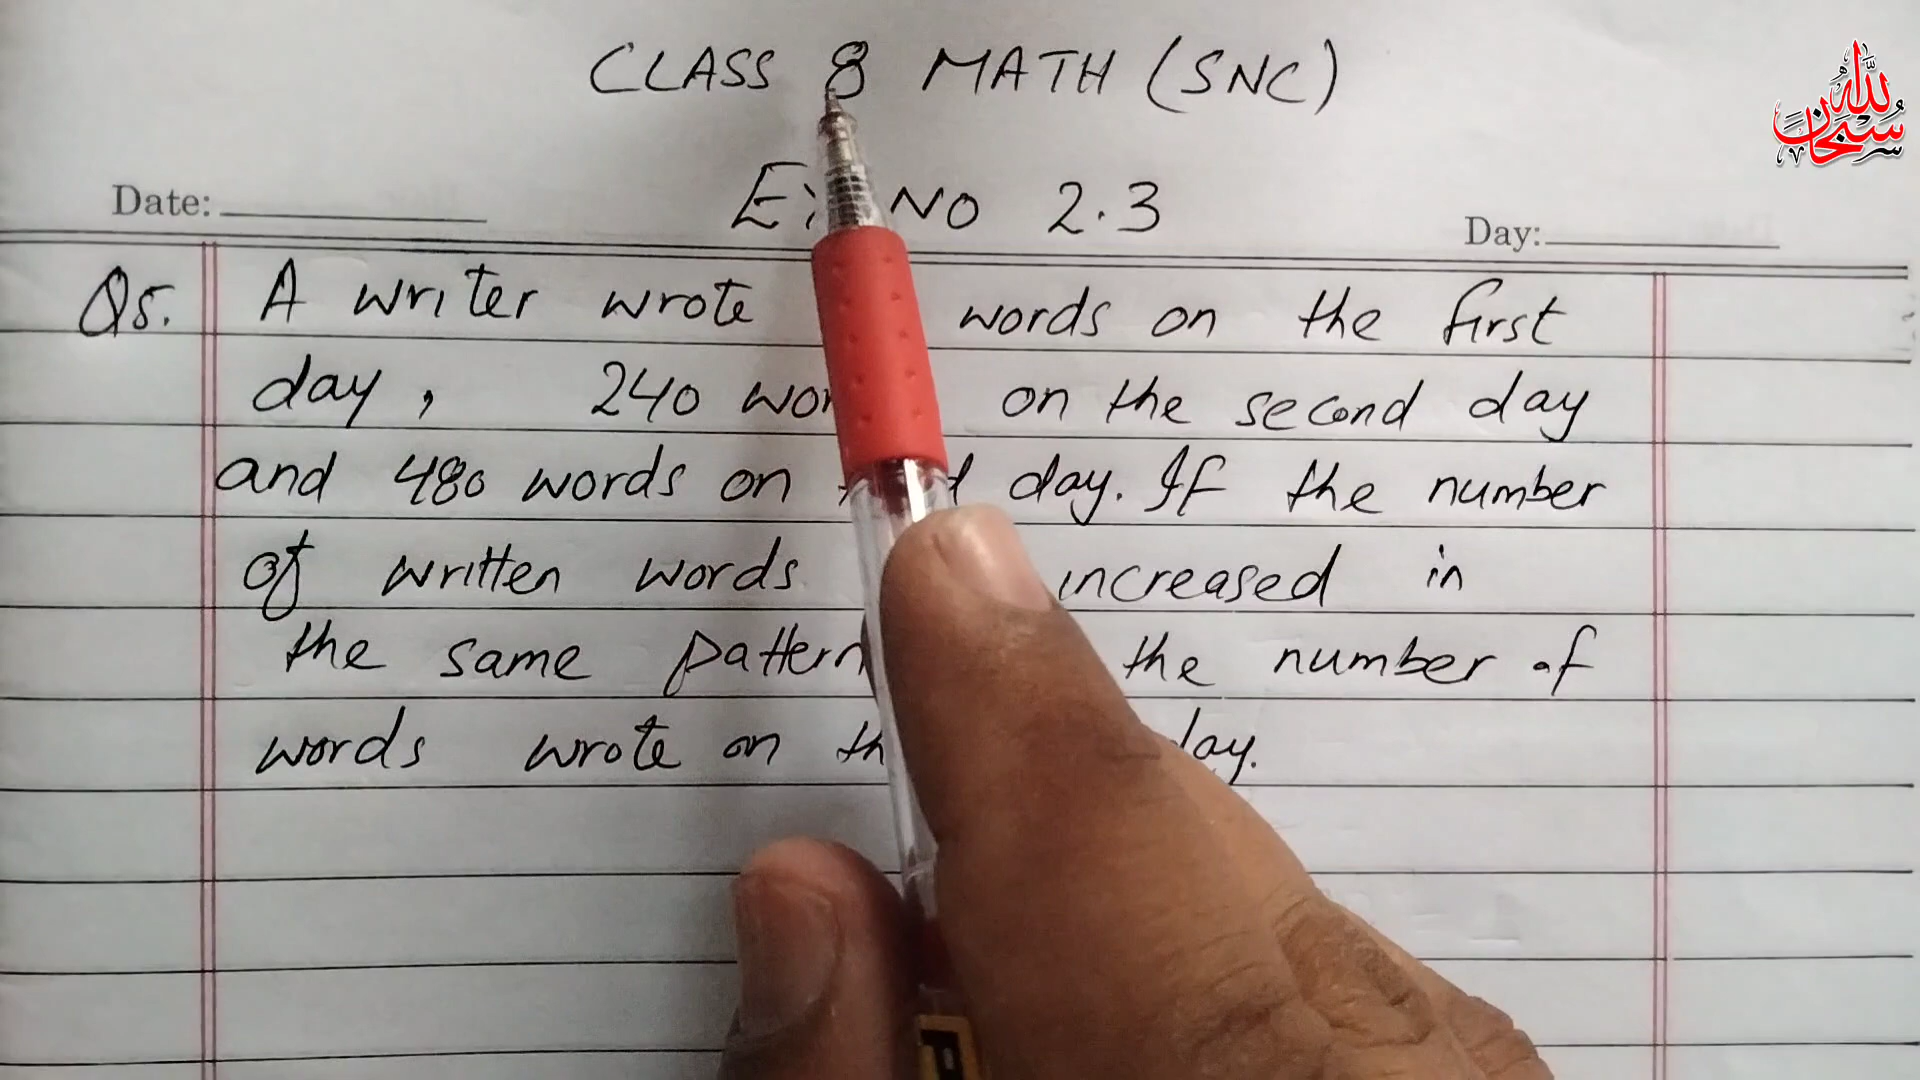 CLASS 8 MATH (SNC)
سبحان الله
Date:
NO 2.3
Day:
Q5. A writer wrote words on the first
day, 240 on the second day
and 480 words on day. If the number
of written words increased in
the same pattern the number of
words wrote on day.